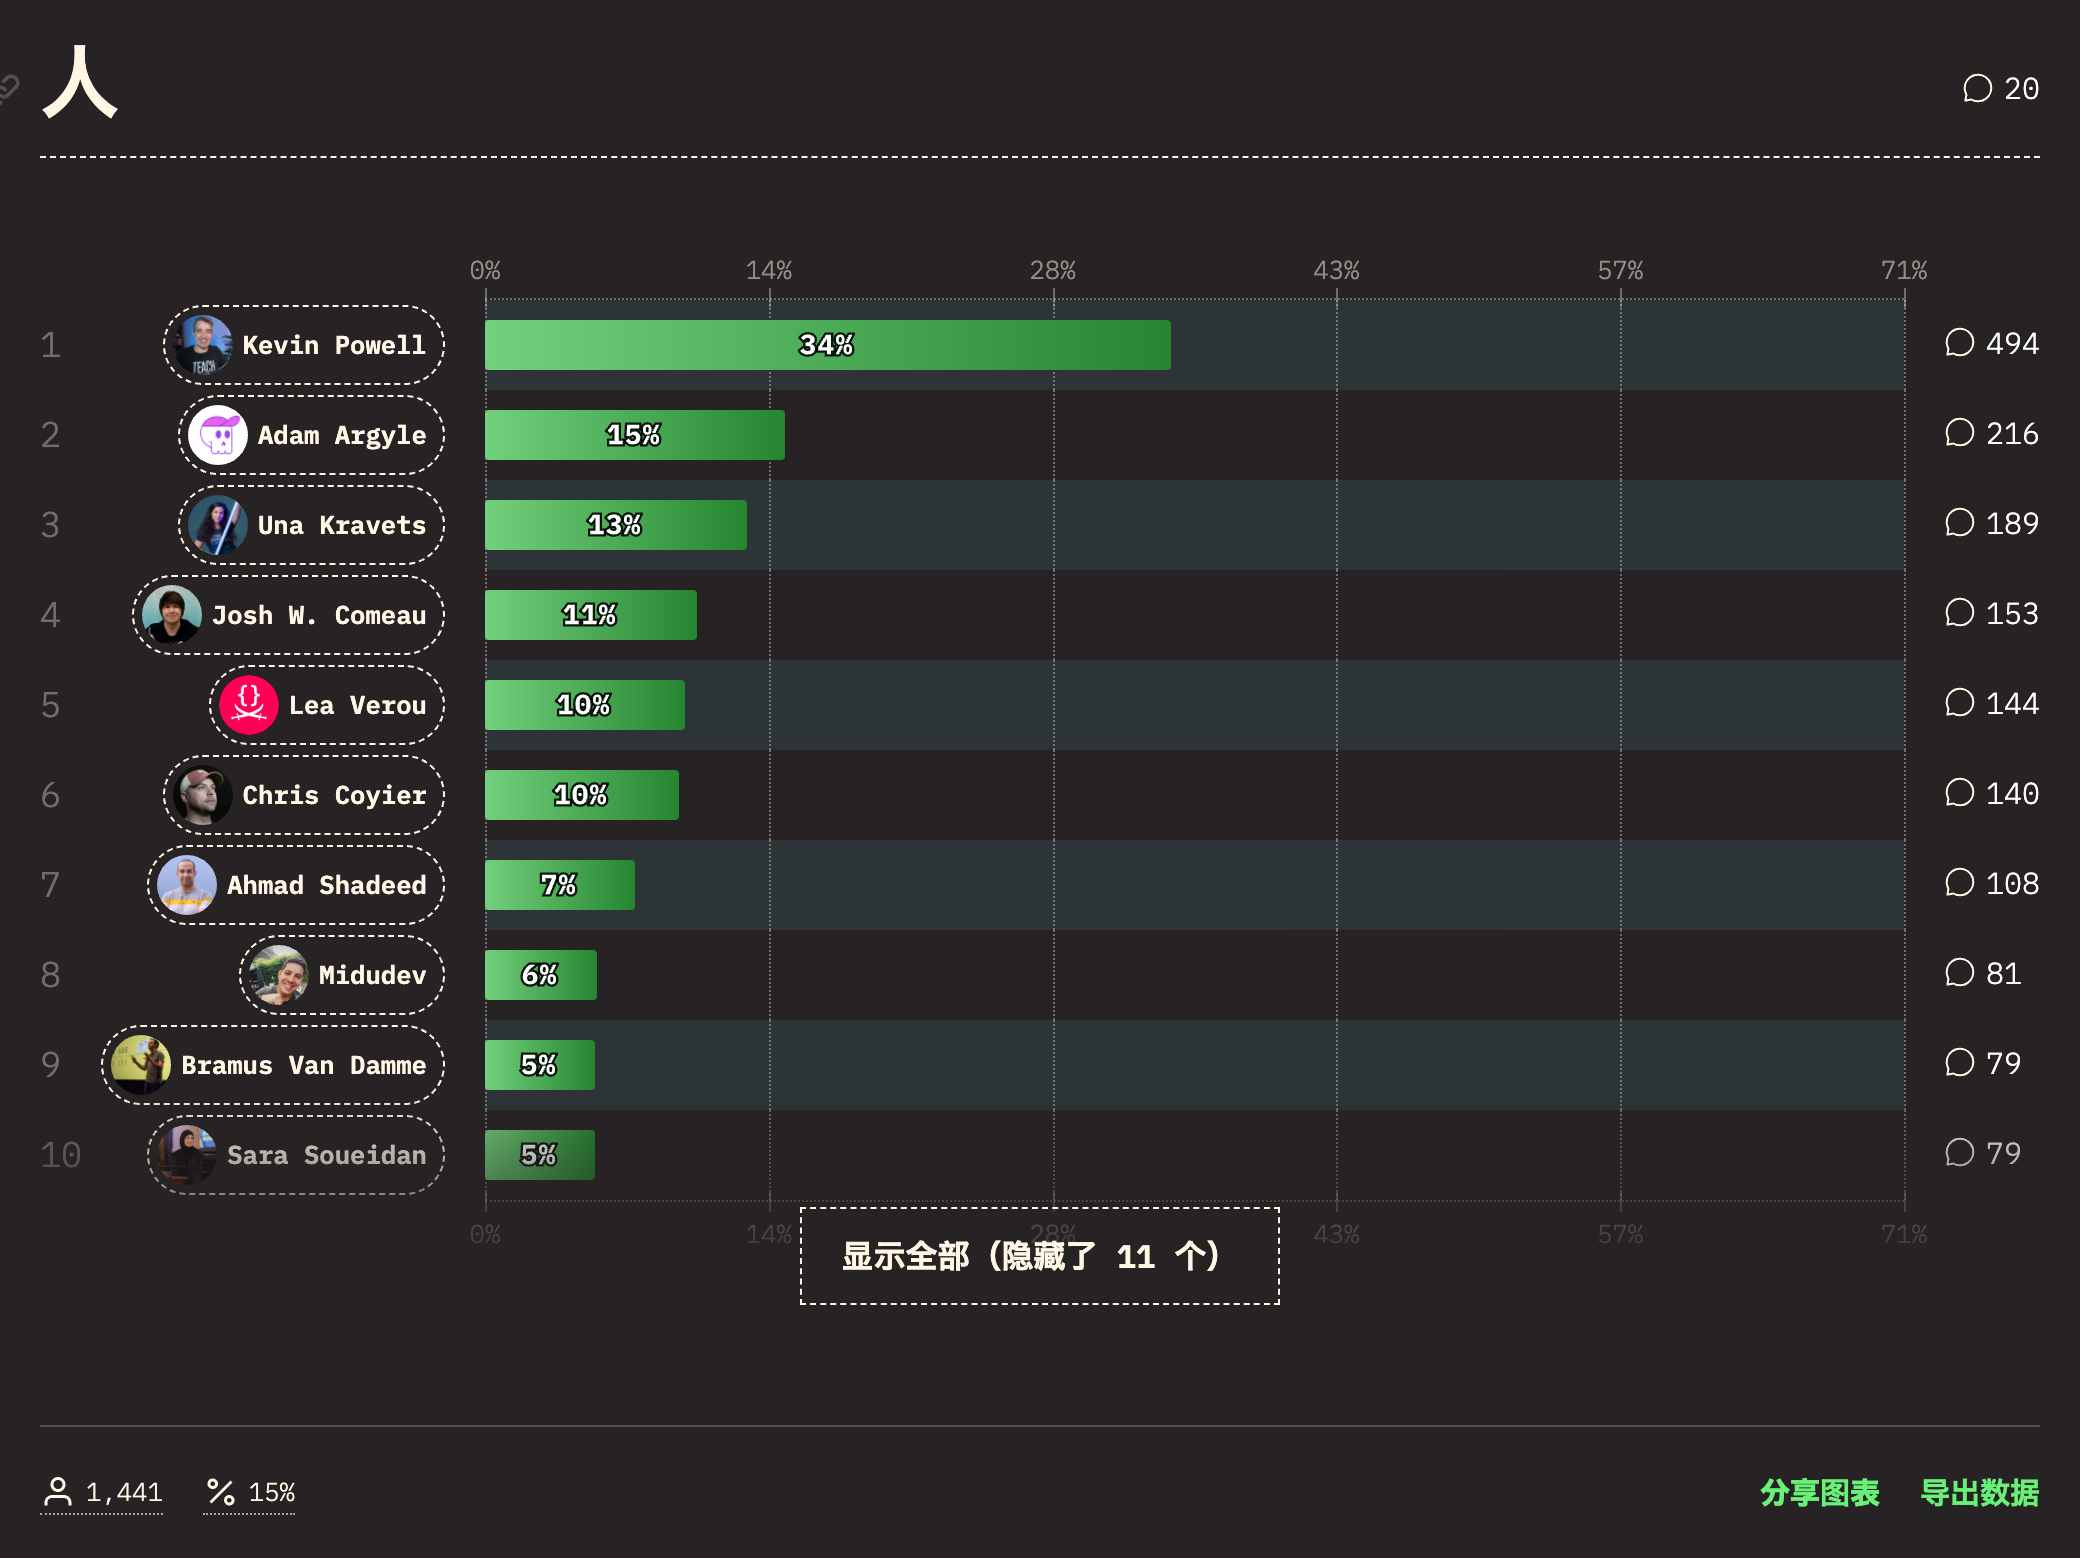 人
20
0% 14% 28% 43% 57% 71%
1 Kevin Powell 34% 494
2 Adam Argyle 15% 216
3 Una Kravets 13% 189
4 Josh W. Comeau 11% 153
5 Lea Verou 10% 144
6 Chris Coyier 10% 140
7 Ahmad Shadeed 7% 108
8 Midudev 6% 81
9 Bramus Van Damme 5% 79
10 Sara Soueidan 5% 79
0% 14% 28% 43% 57% 71%
显示全部（隐藏了 11 个）
1,441 15% 分享图表 导出数据